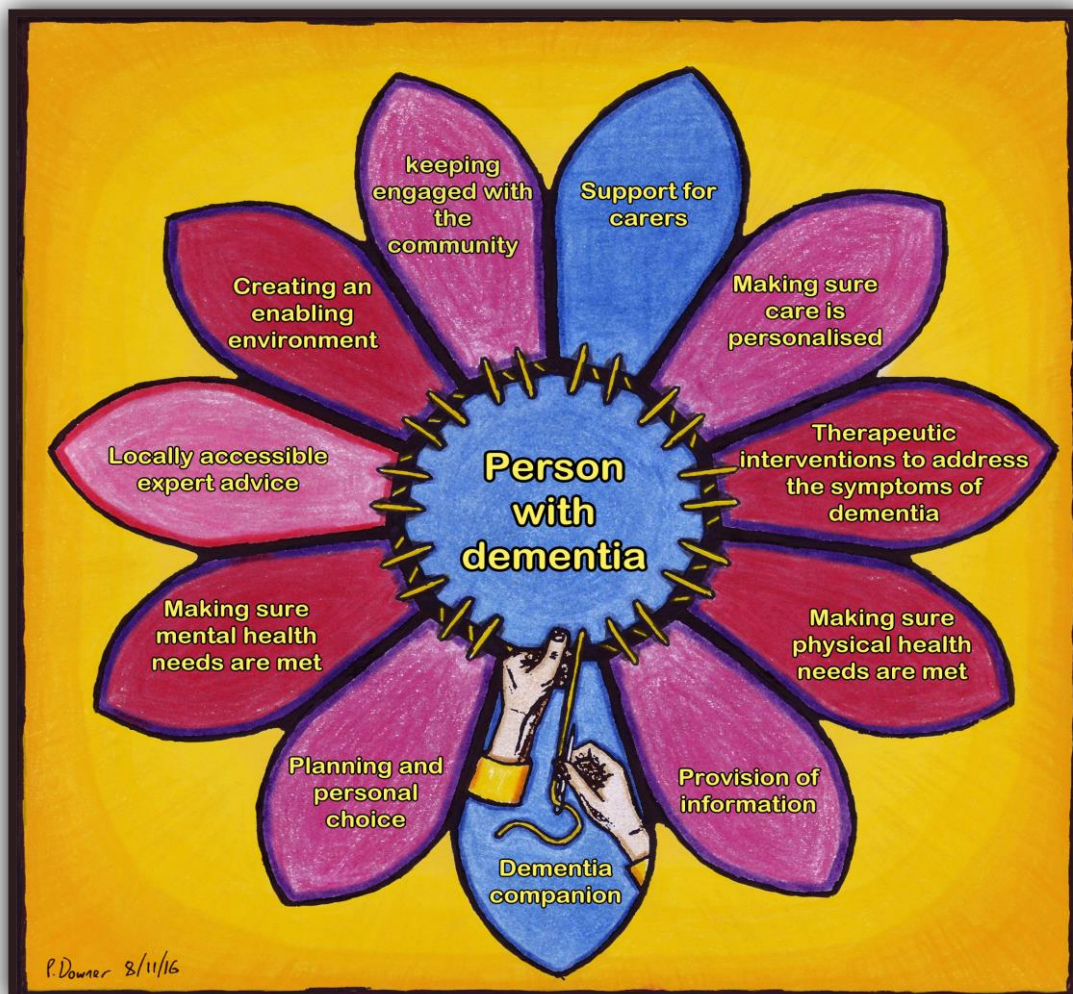 keeping
engaged with
the
community
Support for
carers
Making sure
care is
personalised
Therapeutic
interventions to address
the symptoms of
dementia
Making sure
physical health
needs are met
Provision of
information
Dementia
companion
Planning and
personal
choice
Making sure
mental health
needs are met
Locally accessible
expert advice
Creating an
enabling
environment
Person
with
dementia
P.Downer 8/11/16